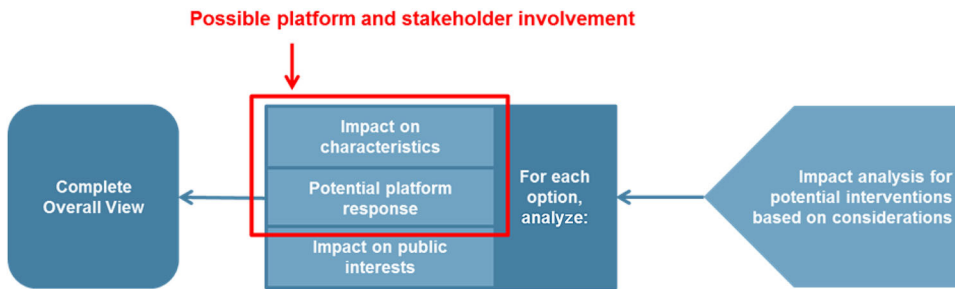 Possible platform and stakeholder involvement
Complete
Overall View
Impact on
characteristics
Potential platform
response
Impact on public
interests
For each
option,
analyze:
Impact analysis for
potential interventions
based on considerations